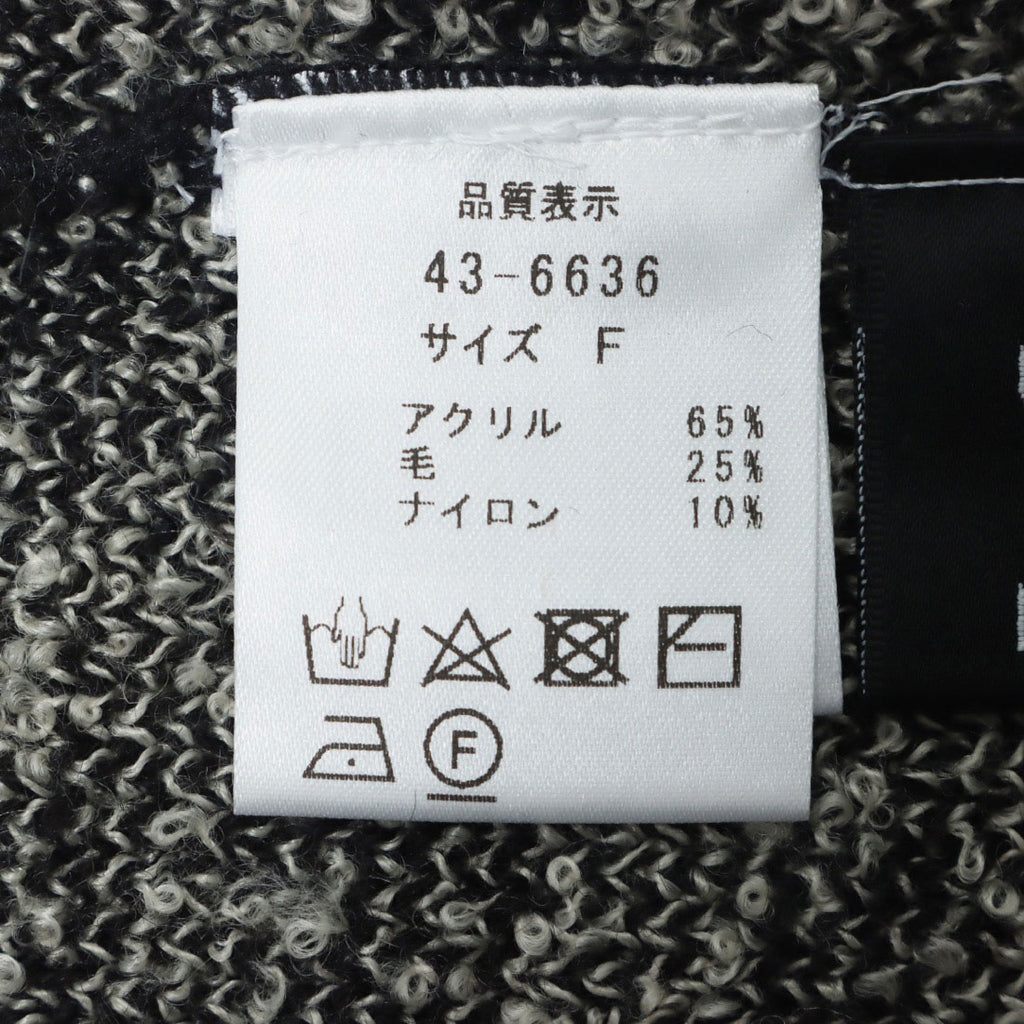 品質表示
43-6636
サイズ F
アクリル 65%
毛 25%
ナイロン 10%
F